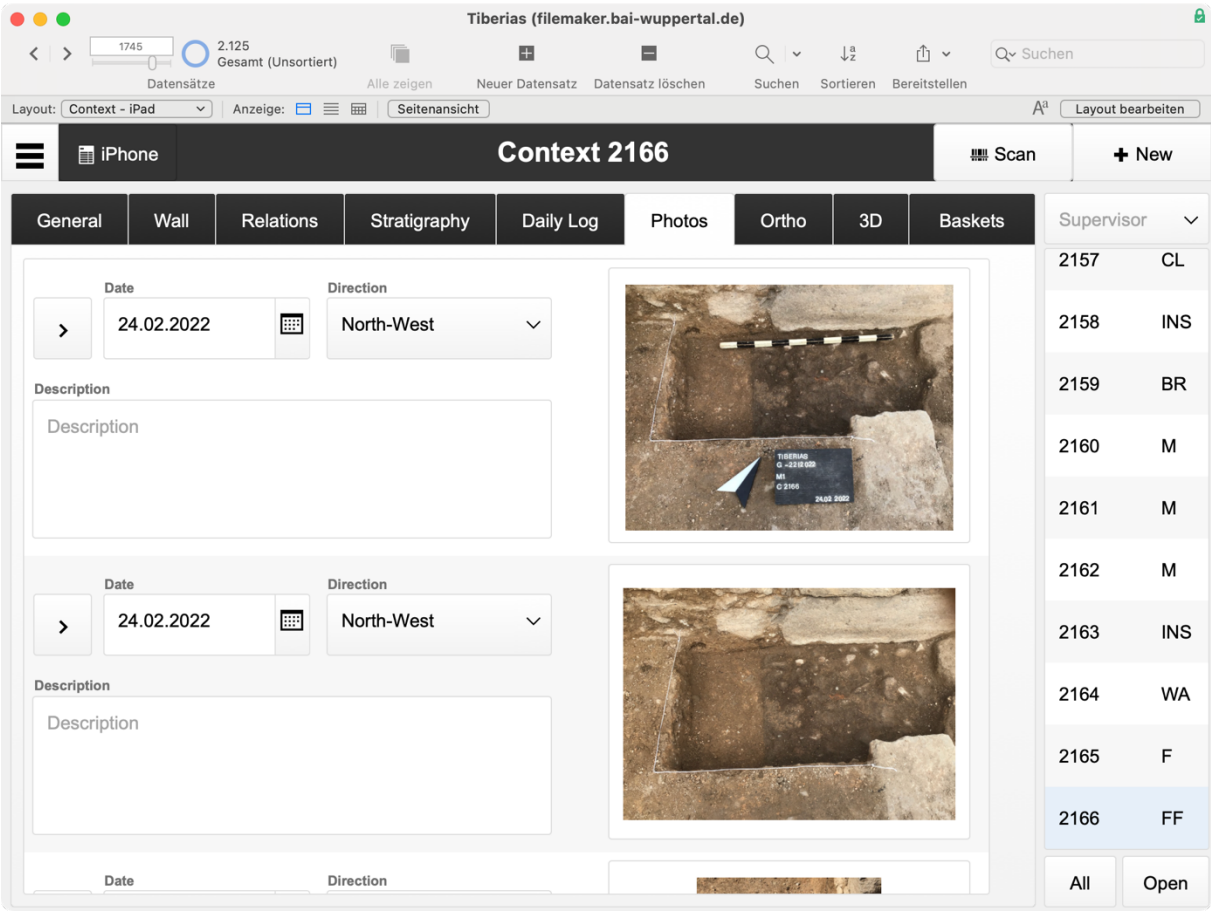 Tiberias (filemaker.bai-wuppertal.de)
1745
2.125
Gesamt (Unsortiert)
Datensätze
Alle zeigen
Neuer Datensatz
Datensatz löschen
Suchen
Sortieren
Bereitstellen
Suchen
Layout: Context - iPad
Anzeige:
Seitenansicht
Aa
Layout bearbeiten
iPhone
Context 2166
Scan
New
General
Wall
Relations
Stratigraphy
Daily Log
Photos
Ortho
3D
Baskets
Supervisor
Date
Direction
24.02.2022
North-West
Description
Description
TIBERIAS
M1
C 2166
24.02 2022
Date
Direction
24.02.2022
North-West
Description
Description
Date
Direction
2157 CL
2158 INS
2159 BR
2160 M
2161 M
2162 M
2163 INS
2164 WA
2165 F
2166 FF
All
Open